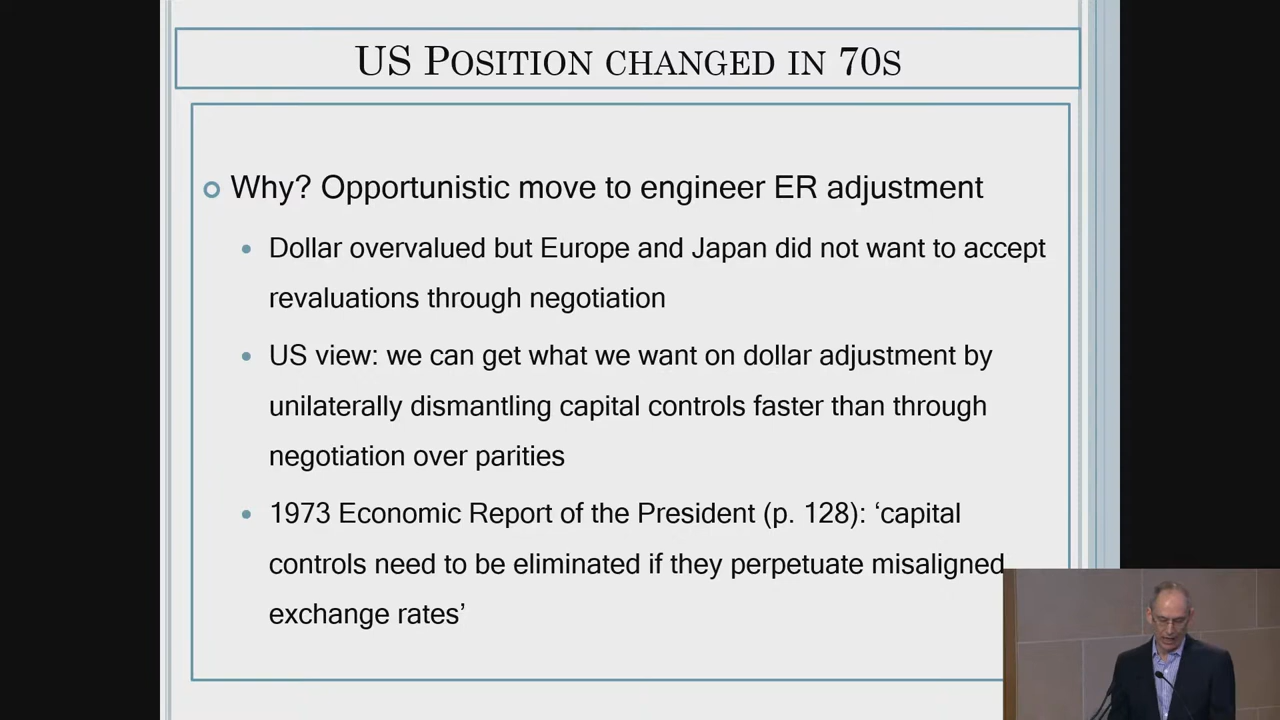 US POSITION CHANGED IN 70S
Why? Opportunistic move to engineer ER adjustment
Dollar overvalued but Europe and Japan did not want to accept
revaluations through negotiation
US view: we can get what we want on dollar adjustment by
unilaterally dismantling capital controls faster than through
negotiation over parities
1973 Economic Report of the President (p. 128): ‘capital
controls need to be eliminated if they perpetuate misaligned
exchange rates’